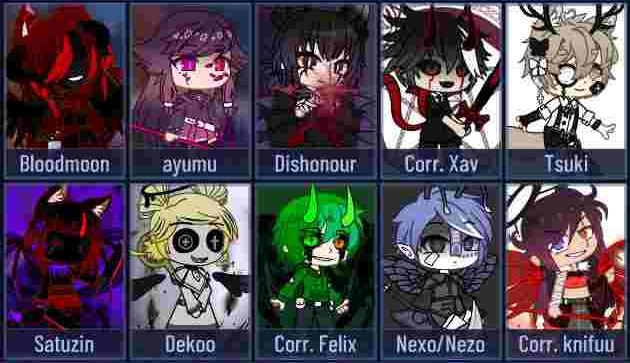 Bloodmoon
ayumu
Dishonour
Corr. Xav
Tsuki
Satuzin
Dekoo
Corr. Felix
Nexo/Nezo
Corr. knifuu